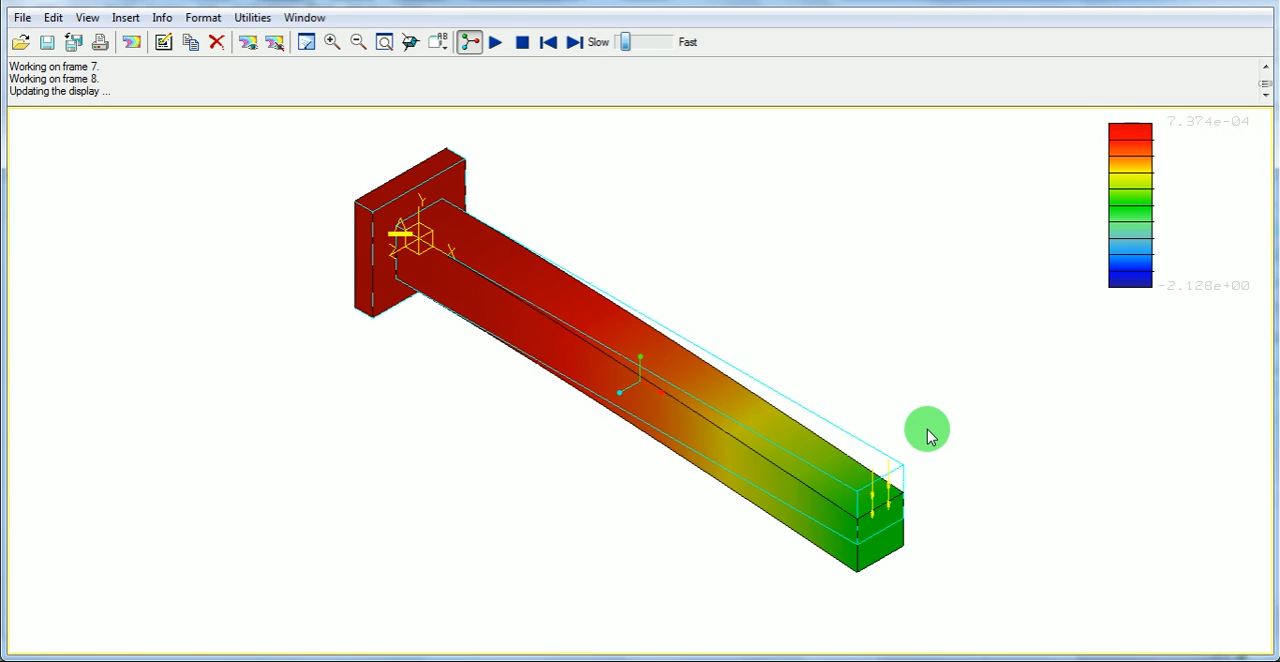 File Edit View Insert Info Format Utilities Window
AB
Slow Fast
Working on frame 7.
Working on frame 8.
Updating the display ...
7.374e-04
-2.128e+00
Y
X
Z